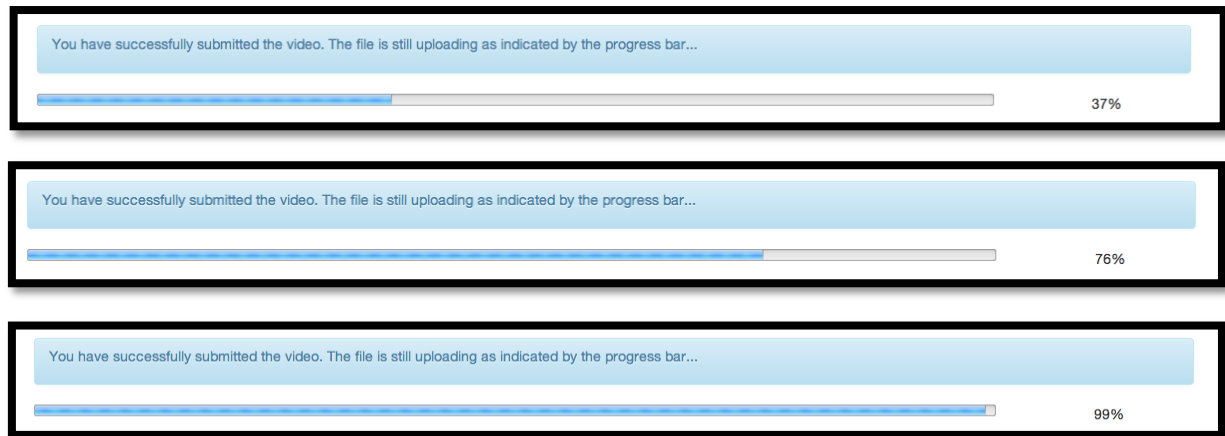 You have successfully submitted the video. The file is still uploading as indicated by the progress bar...
37%
You have successfully submitted the video. The file is still uploading as indicated by the progress bar...
76%
You have successfully submitted the video. The file is still uploading as indicated by the progress bar...
99%